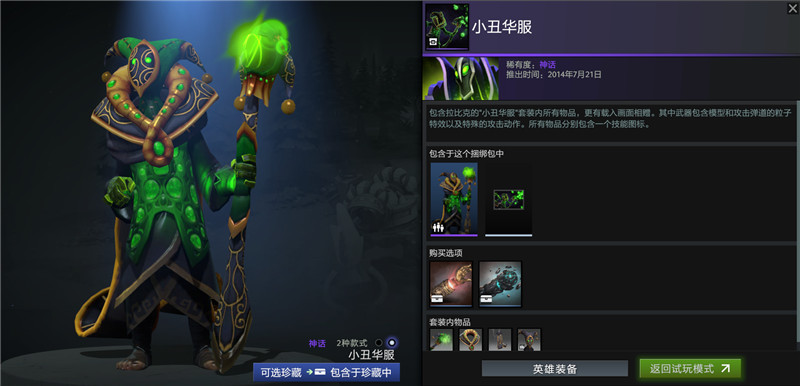 小丑华服
稀有度：神话
推出时间：2014年7月21日
包含拉比克的“小丑华服”套装内所有物品，更有载入画面相赠。其中武器包含模型和攻击弹道的粒子
特效以及特殊的攻击动作。所有物品分别包含一个技能图标。
包含于这个捆绑包中
购买选项
套装内物品
神话 2种款式
小丑华服
可选珍藏 包含于珍藏中
英雄装备
返回试玩模式